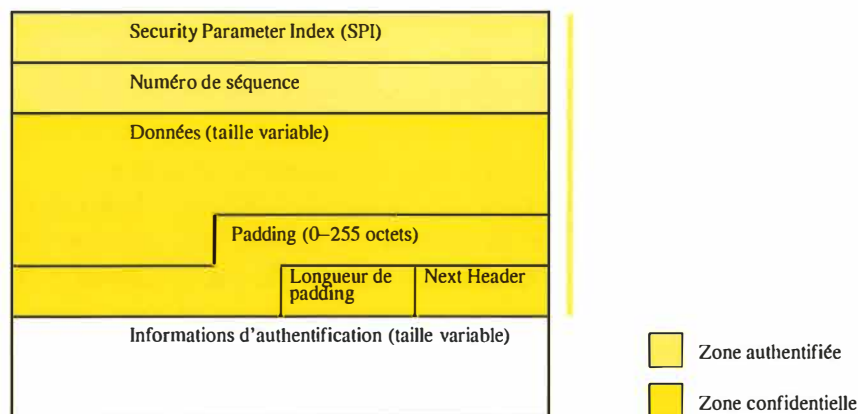 Security Parameter Index (SPI)
Numéro de séquence
Données (taille variable)
Padding (0–255 octets)
Longueur de
padding
Next Header
Informations d'authentification (taille variable)
Zone authentifiée
Zone confidentielle